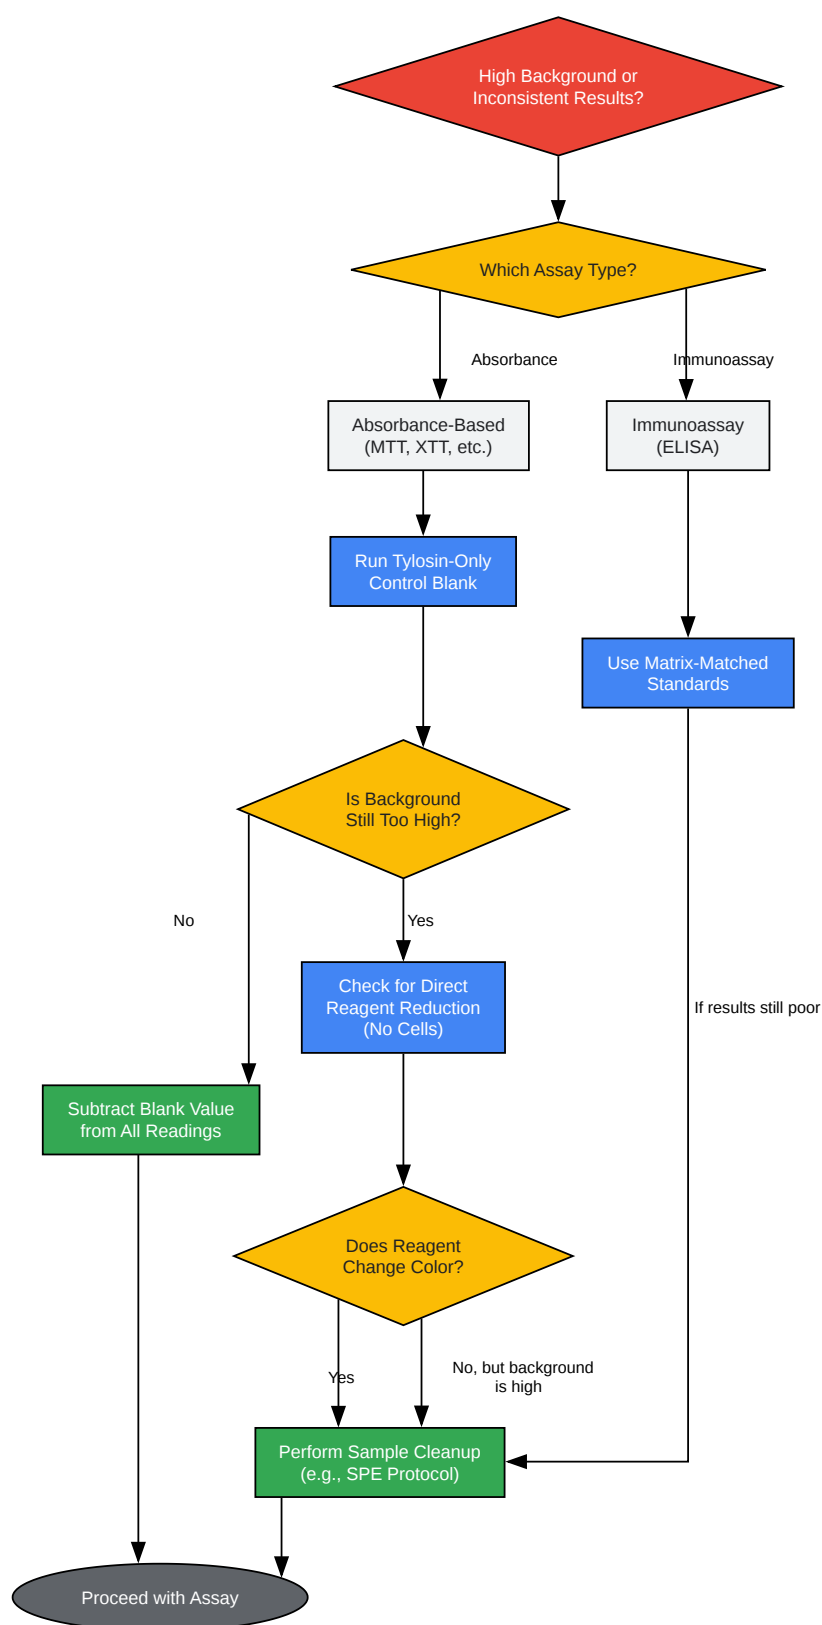 High Background or
Inconsistent Results?
Which Assay Type?
Absorbance
Immunoassay
Absorbance-Based
(MTT, XTT, etc.)
Immunoassay
(ELISA)
Run Tylosin-Only
Control Blank
Use Matrix-Matched
Standards
Is Background
Still Too High?
No
Yes
Check for Direct
Reagent Reduction
(No Cells)
If results still poor
Subtract Blank Value
from All Readings
Does Reagent
Change Color?
Yes
No, but background
is high
Perform Sample Cleanup
(e.g., SPE Protocol)
Proceed with Assay